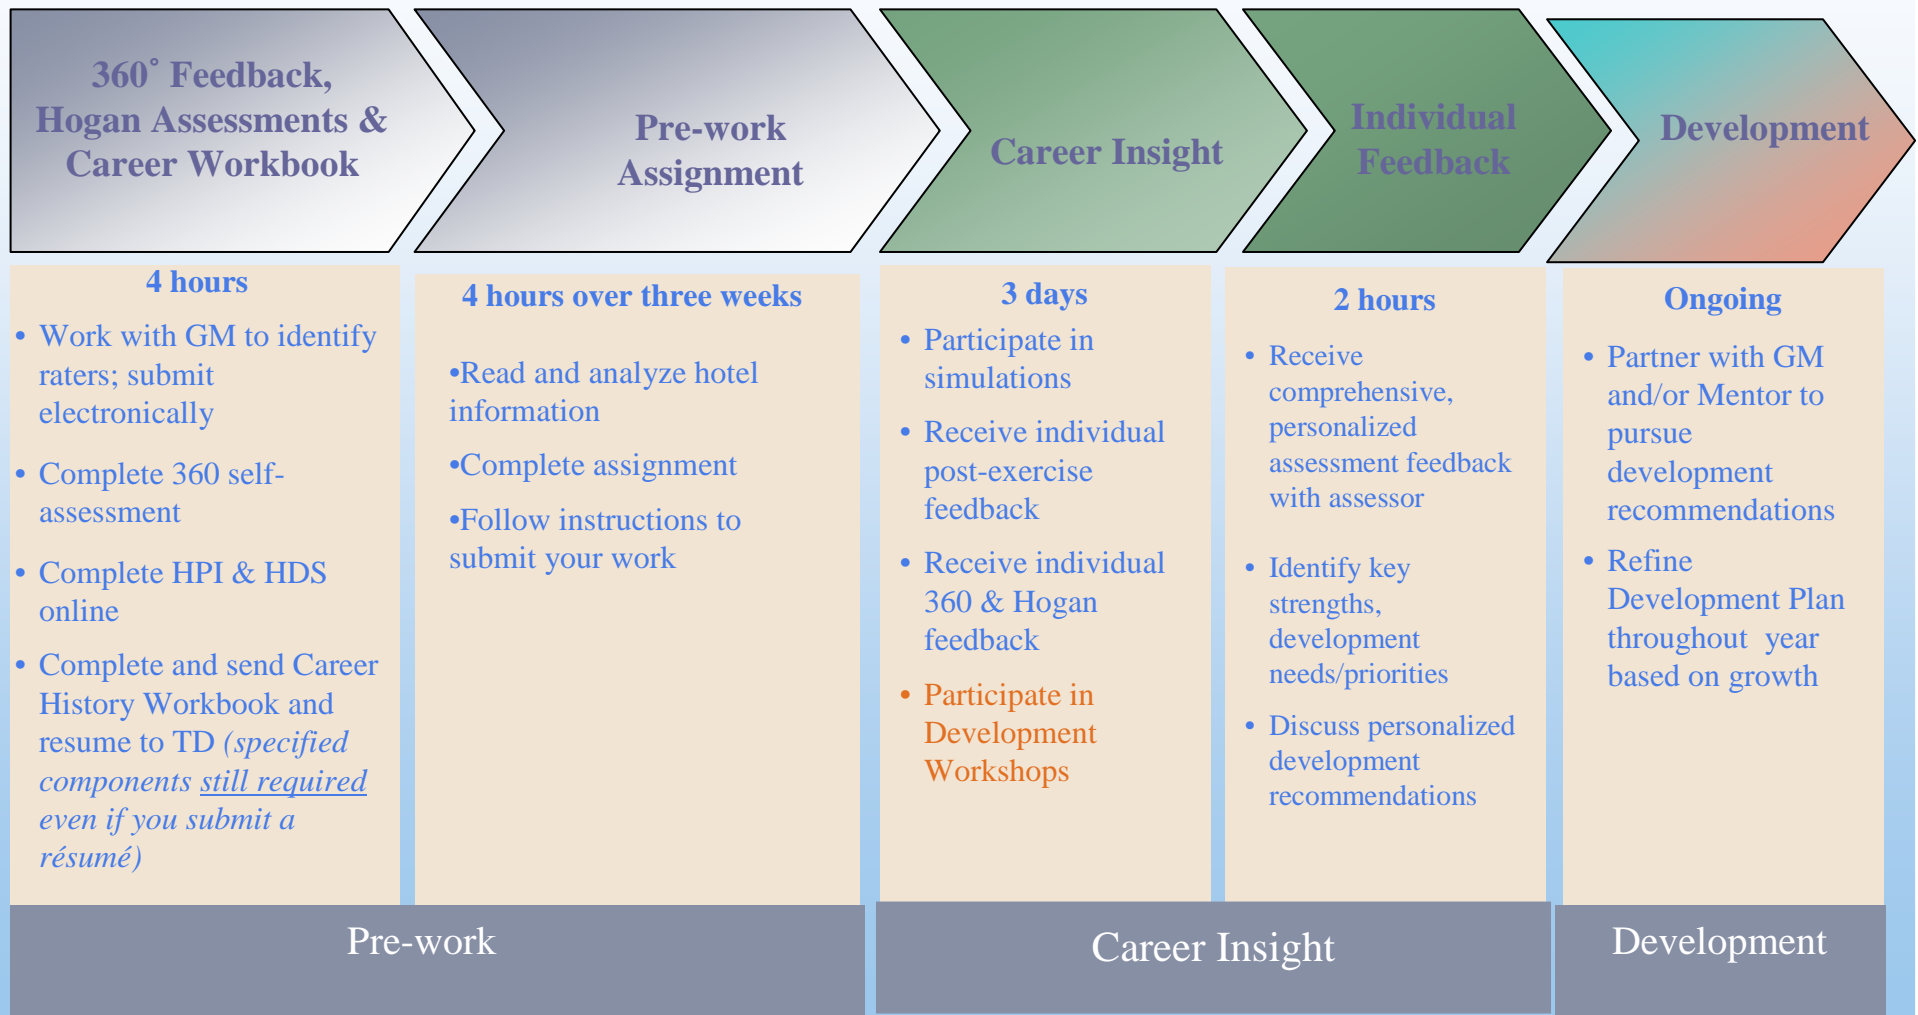 360˚ Feedback,
Hogan Assessments &
Career Workbook
Pre-work
Assignment
Career Insight
Individual
Feedback
Development
4 hours
• Work with GM to identify
raters; submit
electronically
• Complete 360 self-
assessment
• Complete HPI & HDS
online
• Complete and send Career
History Workbook and
resume to TD (specified
components still required
even if you submit a
résumé)
4 hours over three weeks
•Read and analyze hotel
information
•Complete assignment
•Follow instructions to
submit your work
3 days
• Participate in
simulations
• Receive individual
post-exercise
feedback
• Receive individual
360 & Hogan
feedback
• Participate in
Development
Workshops
2 hours
• Receive
comprehensive,
personalized
assessment feedback
with assessor
• Identify key
strengths,
development
needs/priorities
• Discuss personalized
development
recommendations
Ongoing
• Partner with GM
and/or Mentor to
pursue
development
recommendations
• Refine
Development Plan
throughout year
based on growth
Pre-work
Career Insight
Development